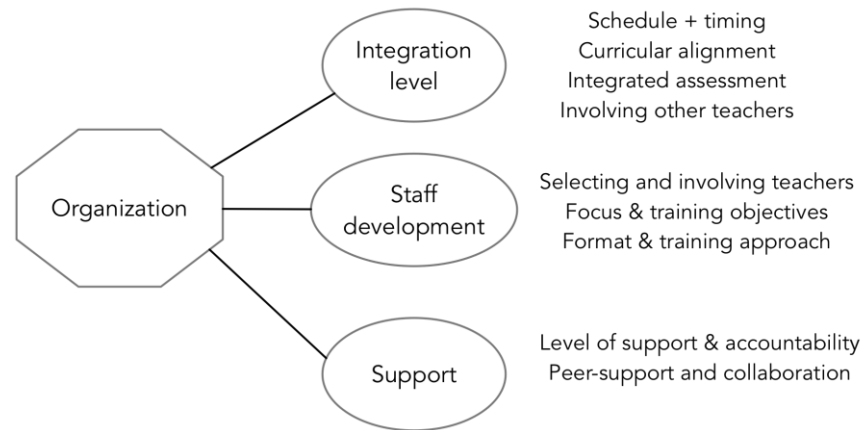 Organization
Integration
level
Schedule + timing
Curricular alignment
Integrated assessment
Involving other teachers
Staff
development
Selecting and involving teachers
Focus & training objectives
Format & training approach
Support
Level of support & accountability
Peer-support and collaboration